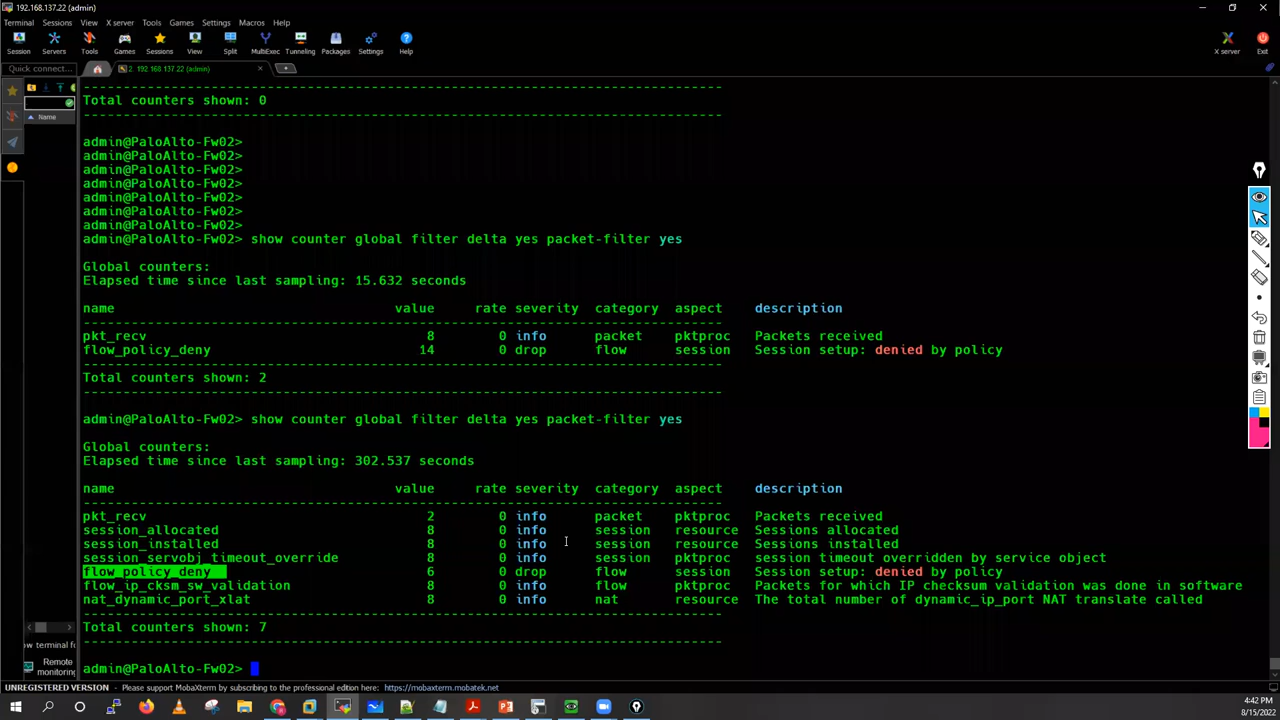 192.168.137.22 (admin)
Terminal Sessions View X server Tools Games Settings Macros Help
Session Servers Tools Games Sessions View Split MultiExec Tunneling Packages Settings Help X server Exit
Quick connect... 2. 192.168.137.22 (admin)
Name
Total counters shown: 0
admin@PaloAlto-Fw02>
admin@PaloAlto-Fw02>
admin@PaloAlto-Fw02>
admin@PaloAlto-Fw02>
admin@PaloAlto-Fw02>
admin@PaloAlto-Fw02>
admin@PaloAlto-Fw02>
admin@PaloAlto-Fw02> show counter global filter delta yes packet-filter yes
Global counters:
Elapsed time since last sampling: 15.632 seconds
name value rate severity category aspect description
--------------------------------------------------------------------------------
pkt_recv 8 0 info packet pktproc Packets received
flow_policy_deny 14 0 drop flow session Session setup: denied by policy
--------------------------------------------------------------------------------
Total counters shown: 2
--------------------------------------------------------------------------------
admin@PaloAlto-Fw02> show counter global filter delta yes packet-filter yes
Global counters:
Elapsed time since last sampling: 302.537 seconds
name value rate severity category aspect description
--------------------------------------------------------------------------------
pkt_recv 2 0 info packet pktproc Packets received
session_allocated 8 0 info session resource Sessions allocated
session_installed 8 0 info session resource Sessions installed
session_servobj_timeout_override 8 0 info session pktproc session timeout overridden by service object
flow_policy_deny 6 0 drop flow session Session setup: denied by policy
flow_ip_cksm_sw_validation 8 0 info flow pktproc Packets for which IP checksum validation was done in software
nat_dynamic_port_xlat 8 0 info nat resource The total number of dynamic_ip_port NAT translate called
--------------------------------------------------------------------------------
Total counters shown: 7
--------------------------------------------------------------------------------
admin@PaloAlto-Fw02>
ow terminal fo
Remote
monitoring
UNREGISTERED VERSION - Please support MobaXterm by subscribing to the professional edition here: https://mobaxterm.mobatek.net
4:42 PM
8/15/2022